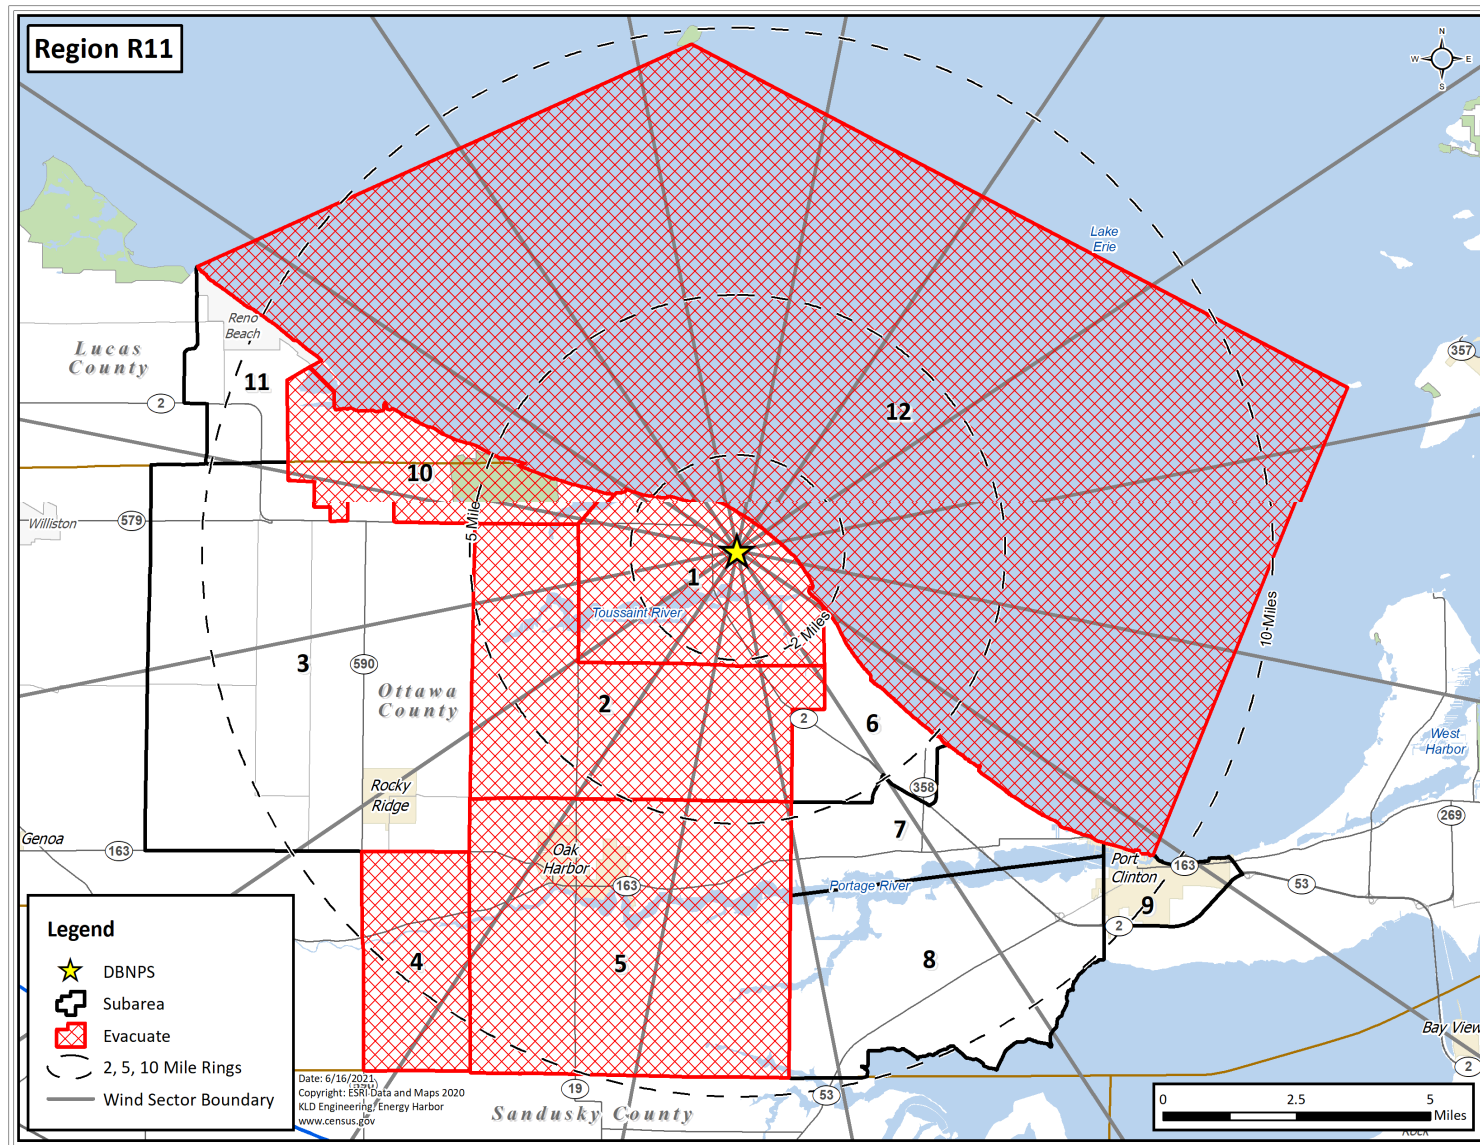 Region R11
N
W
E
S
Lake
Erie
Reno
Beach
Lucas
County
357
11
2
12
10
Williston
579
5 Mile
1
Toussaint River
2 Miles
10-Miles
3
590
Ottawa
County
2
2
6
West
Harbor
Rocky
Ridge
358
7
269
Genoa
163
Oak
Harbor
163
Port
Clinton
163
53
Portage River
9
2
4
5
8
Bay View
2
Legend
DBNPS
Subarea
Evacuate
2, 5, 10 Mile Rings
Wind Sector Boundary
Date: 6/16/2021
Copyright: ESRI Data and Maps 2020
KLD Engineering, Energy Harbor
www.census.gov
19
53
Sandusky County
0
2.5
5
Miles